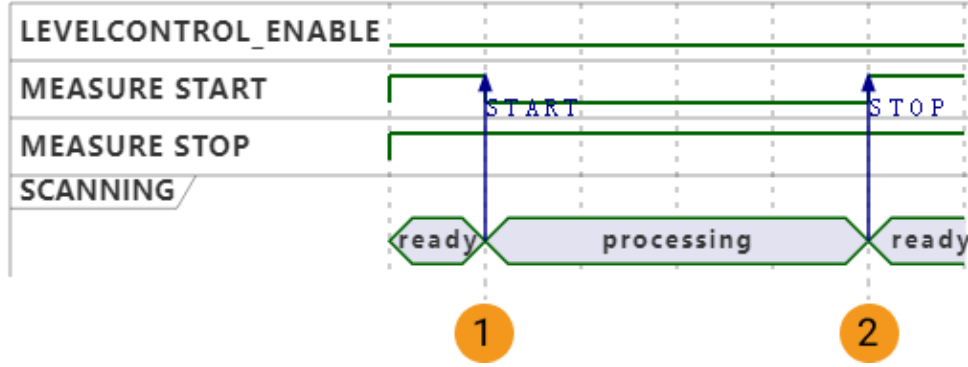 LEVELCONTROL_ENABLE
MEASURE START
START
STOP
MEASURE STOP
SCANNING
ready
processing
ready
1
2